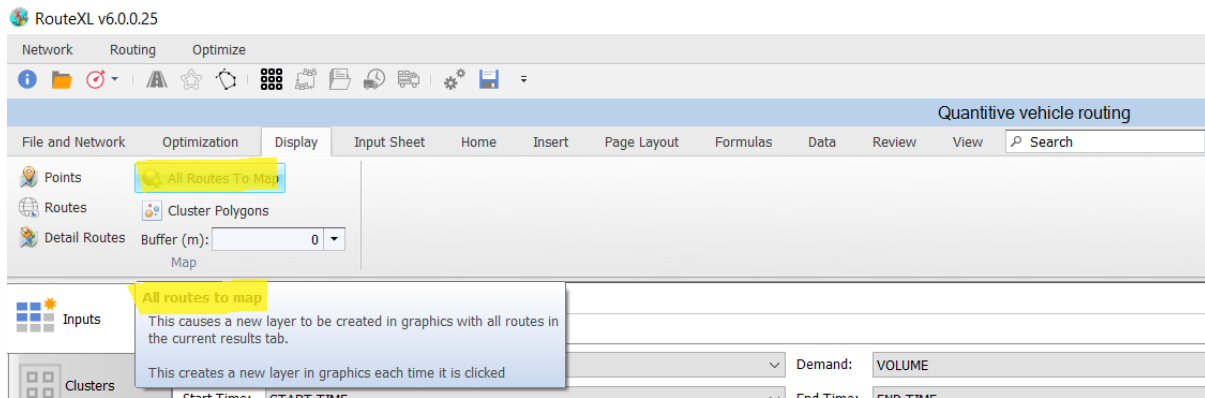 RouteXL v6.0.0.25
Network Routing Optimize
Quantitive vehicle routing
File and Network Optimization Display Input Sheet Home Insert Page Layout Formulas Data Review View Search
Points All Routes To Map
Routes Cluster Polygons
Detail Routes Buffer (m): 0
Map
All routes to map
Inputs
This causes a new layer to be created in graphics with all routes in
the current results tab.
This creates a new layer in graphics each time it is clicked
Demand: VOLUME
Clusters
Start Time: START TIME End Time: END TIME